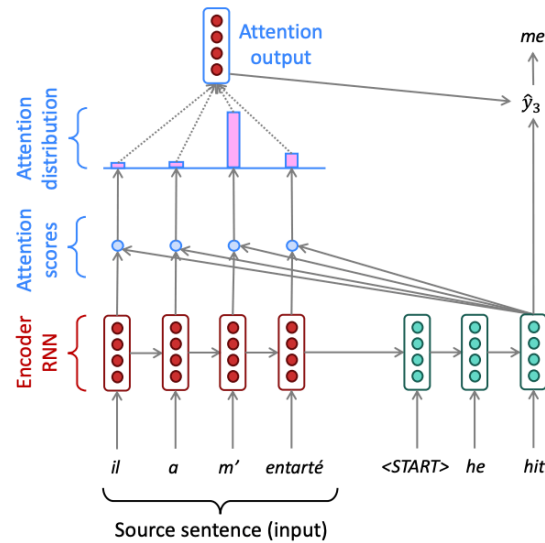 Attention
output
me
ŷ₃
Attention
distribution
Attention
scores
Encoder
RNN
il a m’ entarté <START> he hit
Source sentence (input)